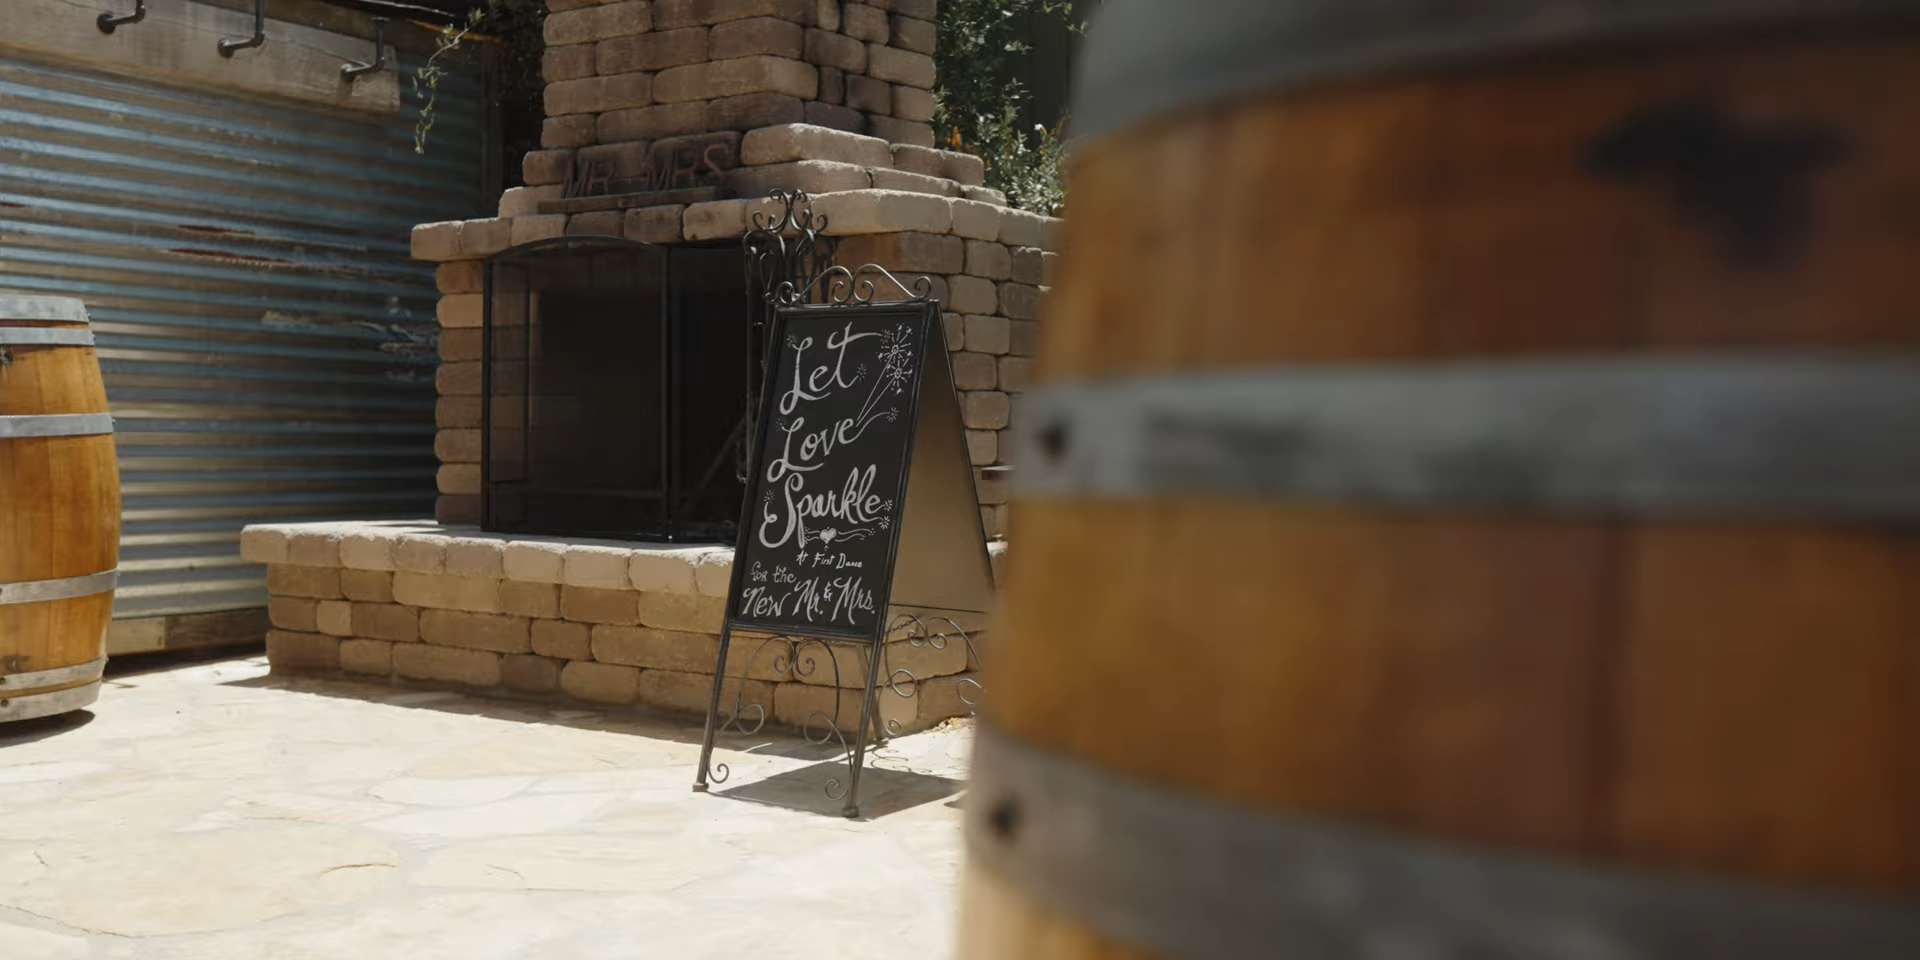 MR MRS
Let
Love
Sparkle
At First Dance
for the
New Mr. & Mrs.